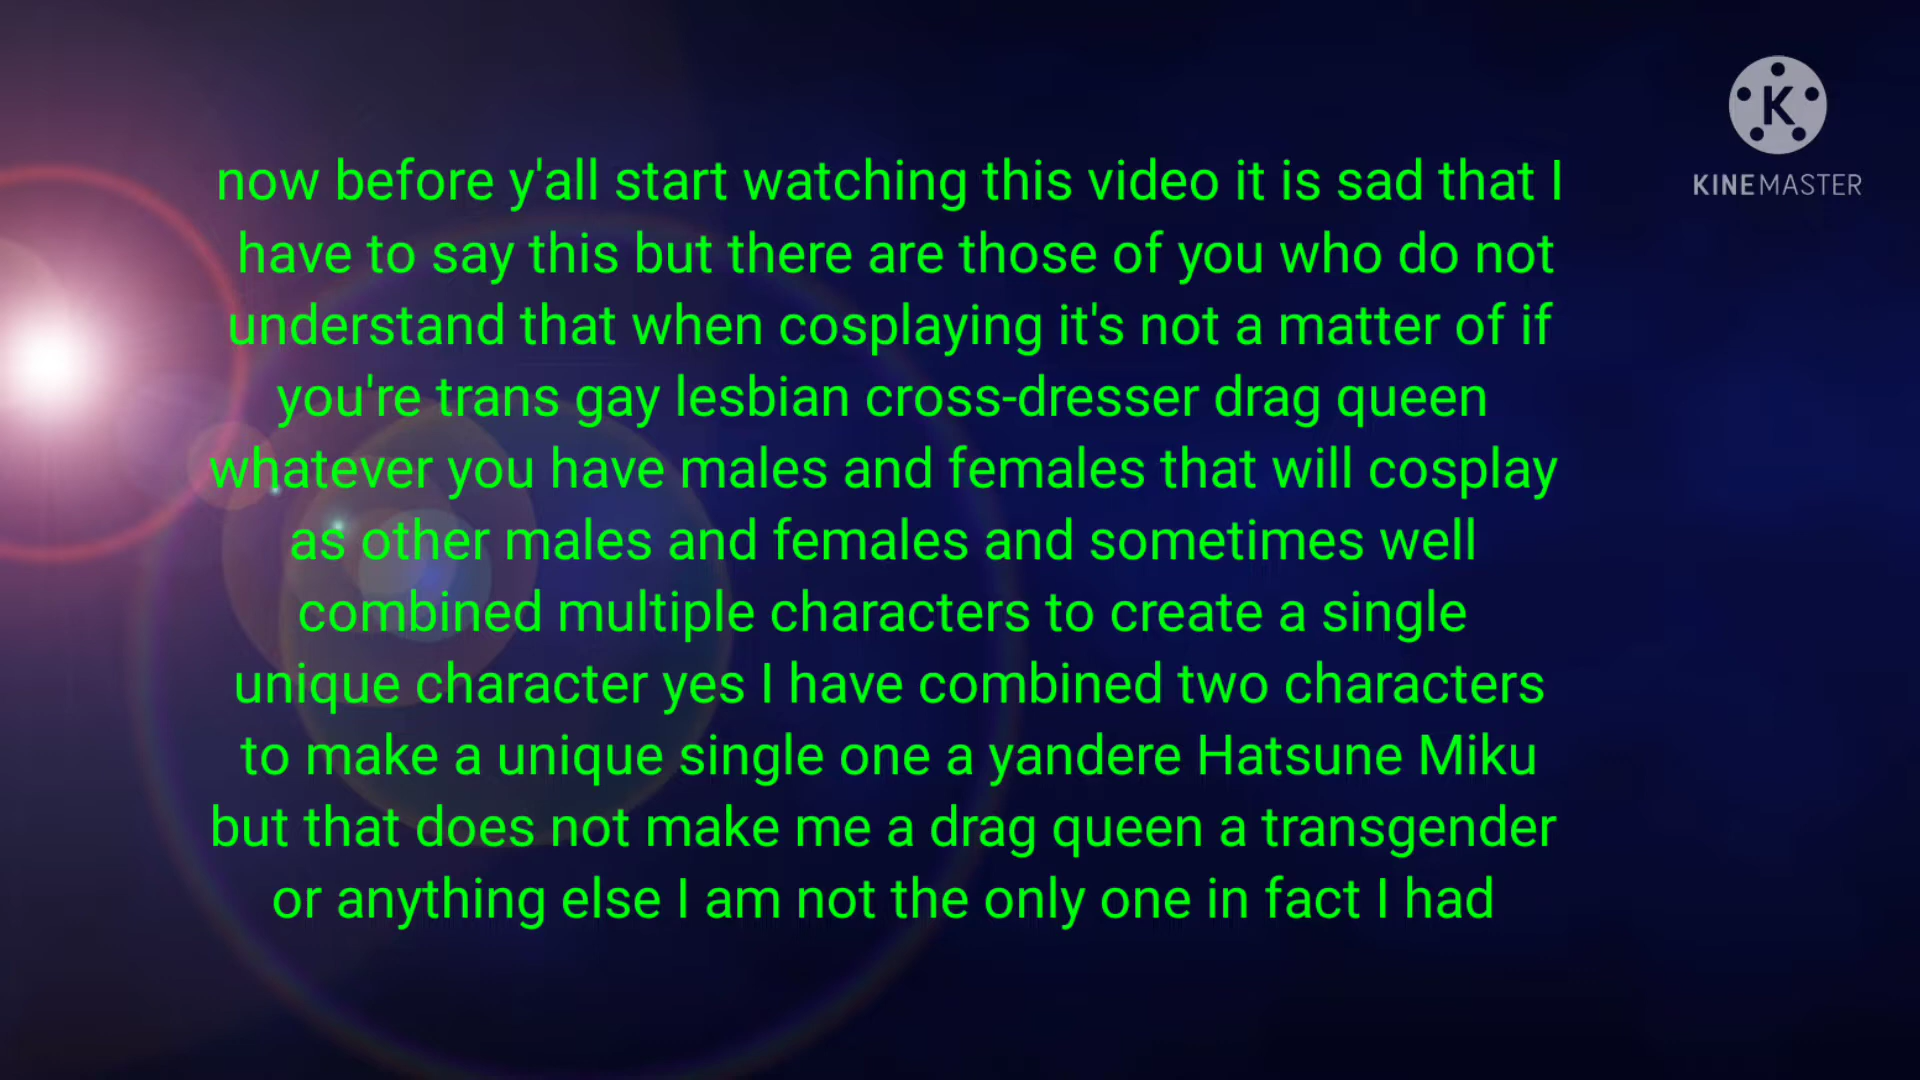 now before y'all start watching this video it is sad that I
have to say this but there are those of you who do not
understand that when cosplaying it's not a matter of if
you're trans gay lesbian cross-dresser drag queen
whatever you have males and females that will cosplay
as other males and females and sometimes well
combined multiple characters to create a single
unique character yes I have combined two characters
to make a unique single one a yandere Hatsune Miku
but that does not make me a drag queen a transgender
or anything else I am not the only one in fact I had
K
KINEMASTER